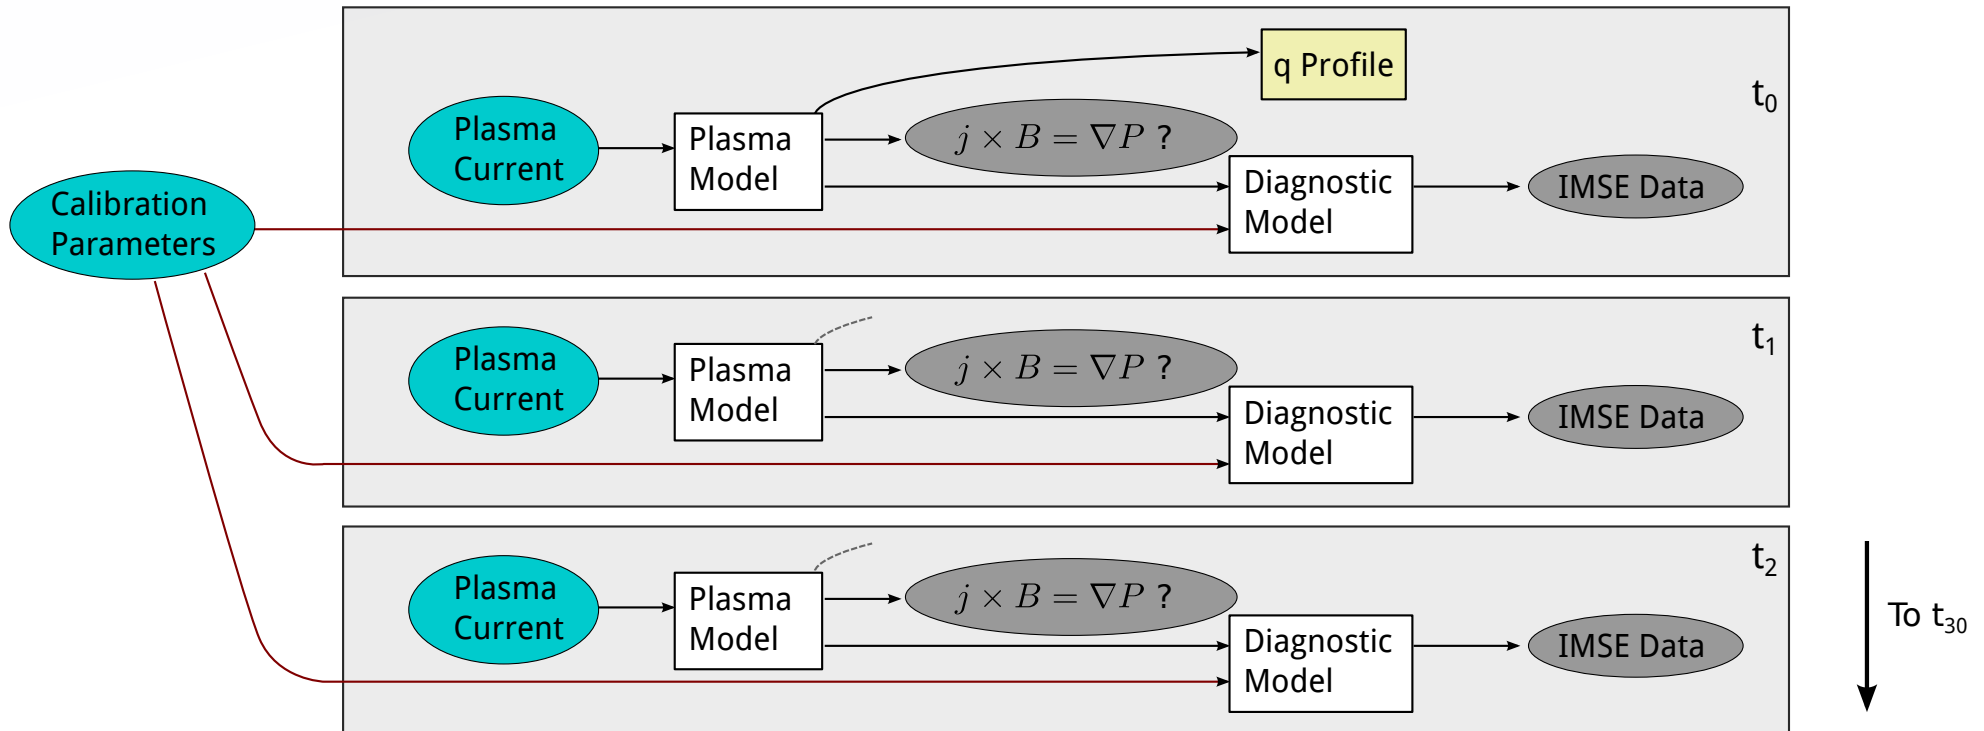 q Profile
t₀
Plasma
Current
Plasma
Model
j × B = ∇P ?
Diagnostic
Model
IMSE Data
Calibration
Parameters
t₁
Plasma
Current
Plasma
Model
j × B = ∇P ?
Diagnostic
Model
IMSE Data
t₂
Plasma
Current
Plasma
Model
j × B = ∇P ?
Diagnostic
Model
IMSE Data
To t₃₀